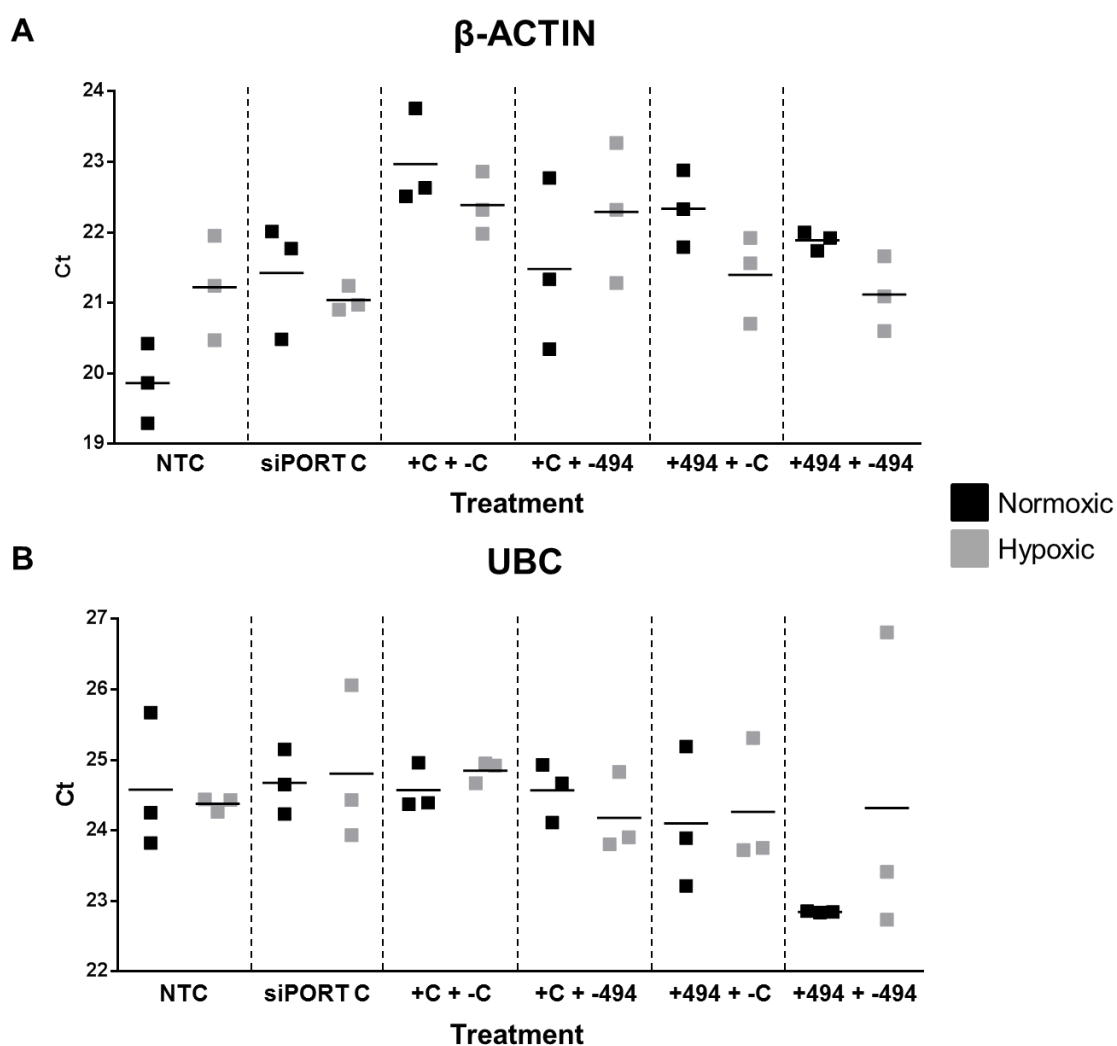 A
β-ACTIN
24
23
22
21
20
19
Ct
NTC siPORT C +C + -C +C + -494 +494 + -C +494 + -494
Treatment
Normoxic
Hypoxic
B
UBC
27
26
25
24
23
22
Ct
NTC siPORT C +C + -C +C + -494 +494 + -C +494 + -494
Treatment